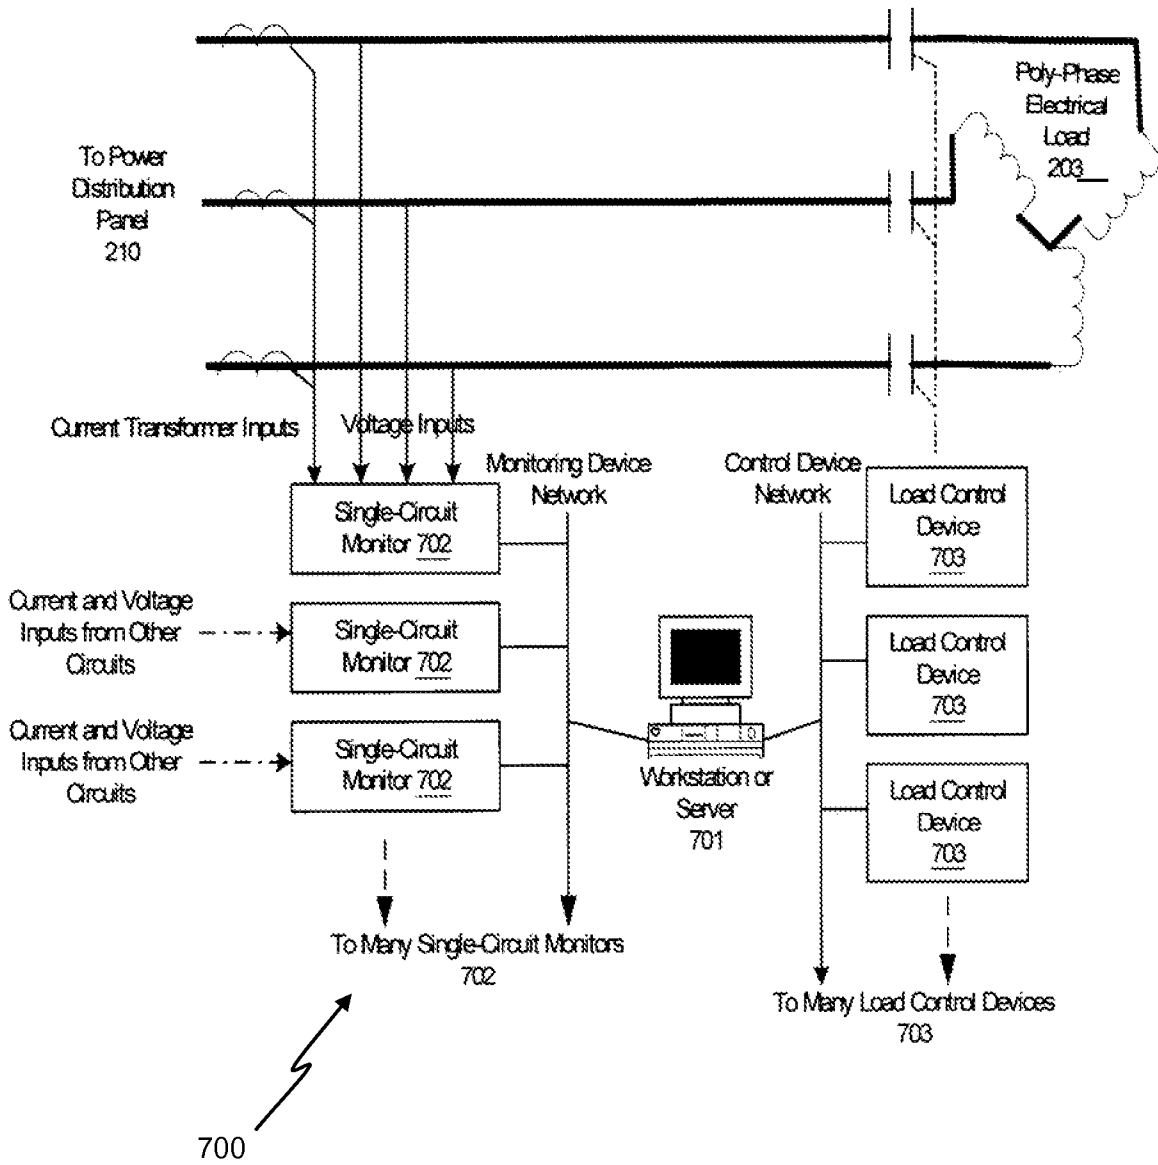 Poly-Phase
Electrical
Load
203
To Power
Distribution
Panel
210
Current Transformer Inputs
Voltage Inputs
Monitoring Device
Network
Control Device
Network
Load Control
Device
703
Single-Circuit
Monitor 702
Current and Voltage
Inputs from Other
Circuits
Single-Circuit
Monitor 702
Load Control
Device
703
Current and Voltage
Inputs from Other
Circuits
Single-Circuit
Monitor 702
Workstation or
Server
701
Load Control
Device
703
To Many Single-Circuit Monitors
702
To Many Load Control Devices
703
700